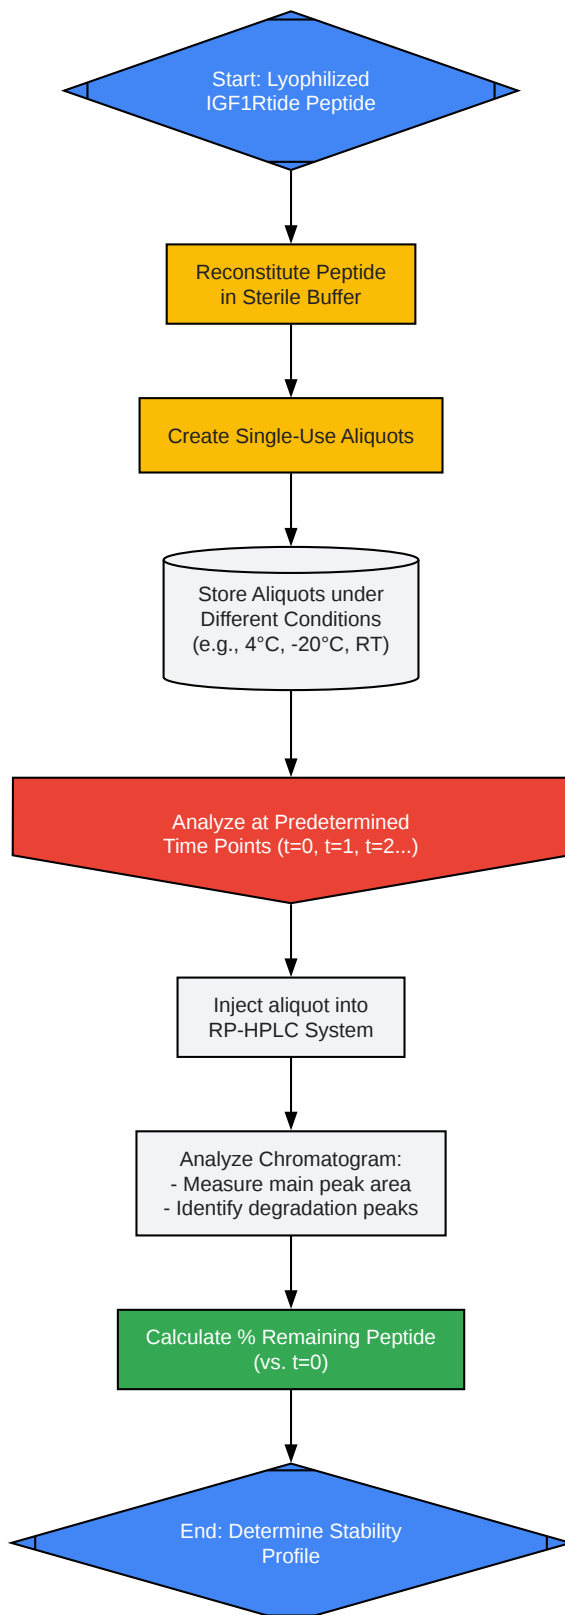 Start: Lyophilized
IGF1Rtide Peptide
Reconstitute Peptide
in Sterile Buffer
Create Single-Use Aliquots
Store Aliquots under
Different Conditions
(e.g., 4°C, -20°C, RT)
Analyze at Predetermined
Time Points (t=0, t=1, t=2...)
Inject aliquot into
RP-HPLC System
Analyze Chromatogram:
- Measure main peak area
- Identify degradation peaks
Calculate % Remaining Peptide
(vs. t=0)
End: Determine Stability
Profile